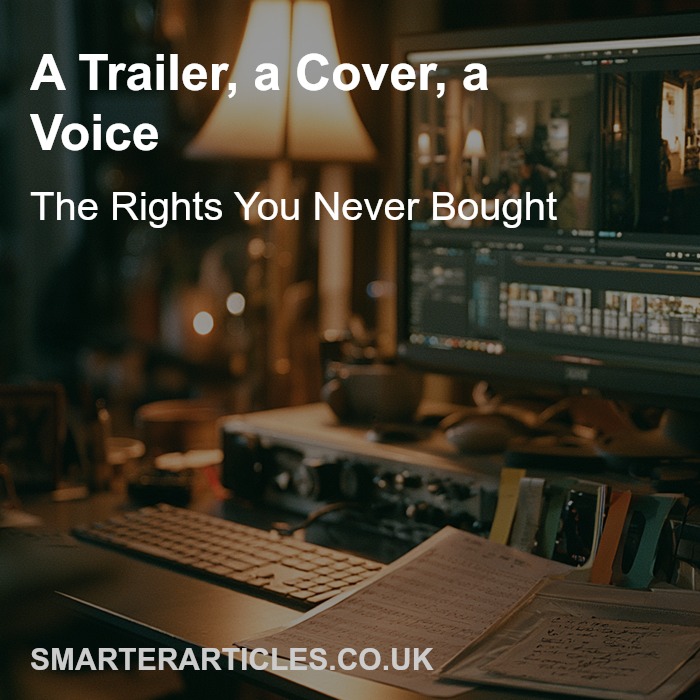 A Trailer, a Cover, a
Voice
The Rights You Never Bought
SMARTERARTICLES.CO.UK